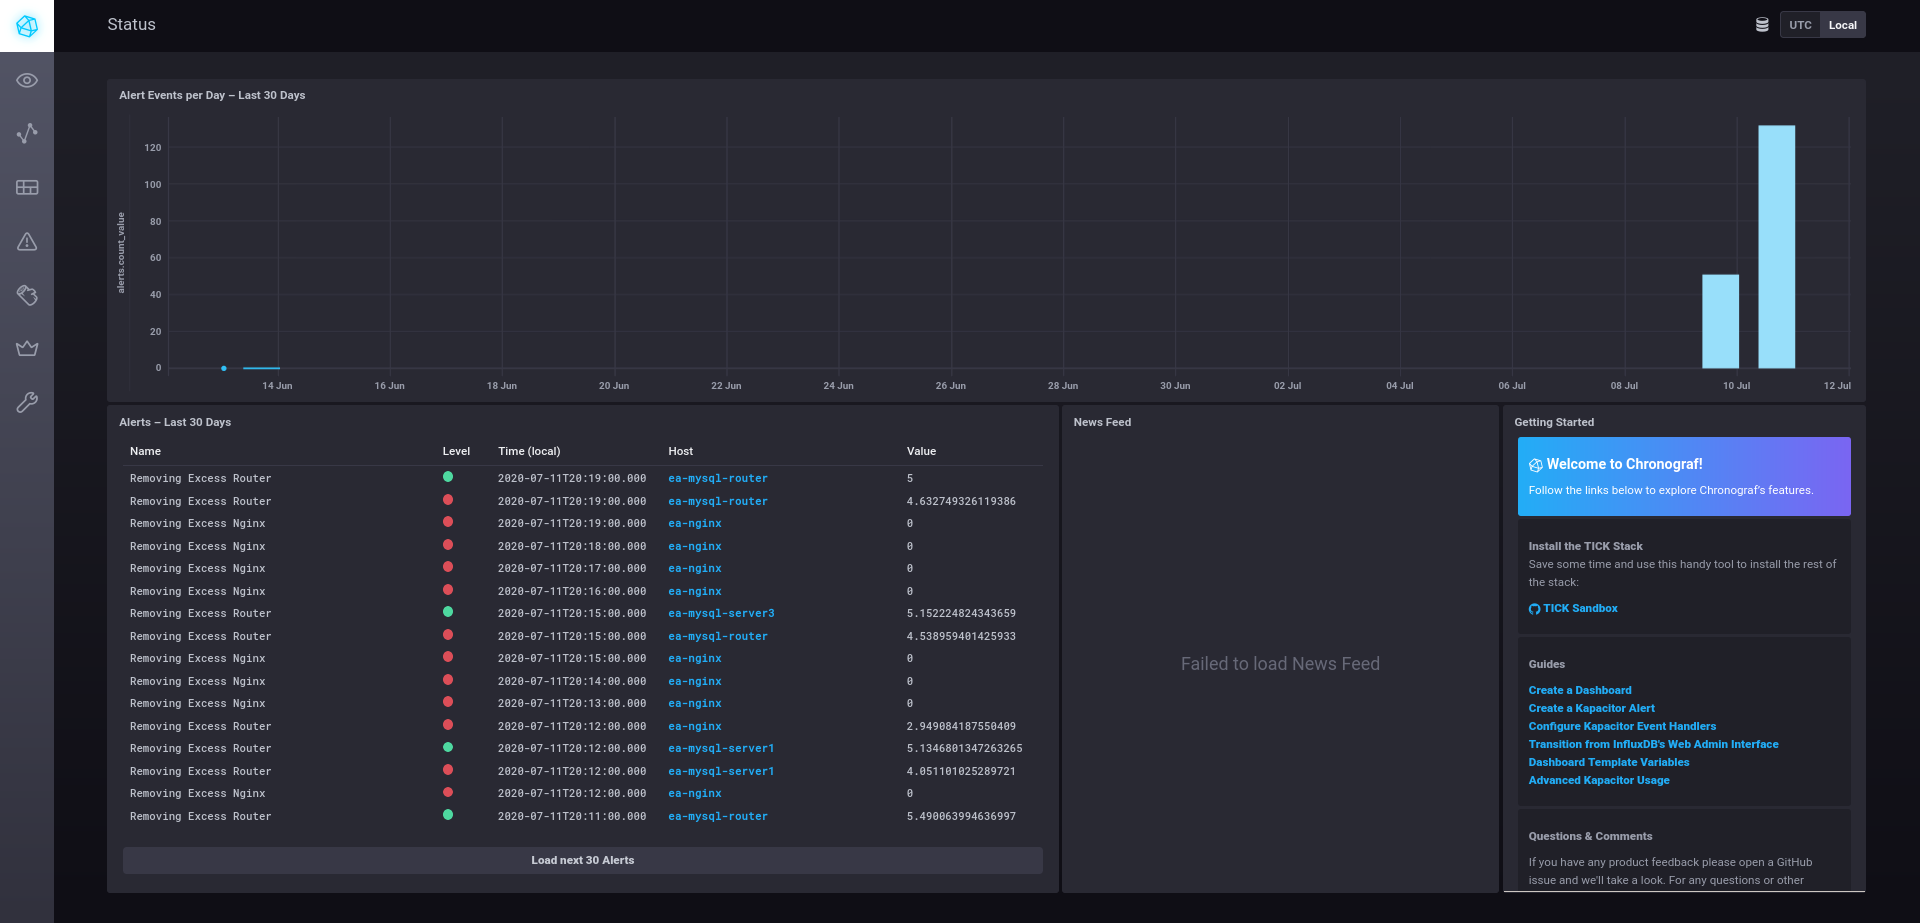 Status
UTC Local
Alert Events per Day – Last 30 Days
alerts.count_value
120
100
80
60
40
20
0
14 Jun 16 Jun 18 Jun 20 Jun 22 Jun 24 Jun 26 Jun 28 Jun 30 Jun 02 Jul 04 Jul 06 Jul 08 Jul 10 Jul 12 Jul
Alerts – Last 30 Days
Name Level Time (local) Host Value
Removing Excess Router 2020-07-11T20:19:00.000 ea-mysql-router 5
Removing Excess Router 2020-07-11T20:19:00.000 ea-mysql-router 4.632749326119386
Removing Excess Nginx 2020-07-11T20:19:00.000 ea-nginx 0
Removing Excess Nginx 2020-07-11T20:18:00.000 ea-nginx 0
Removing Excess Nginx 2020-07-11T20:17:00.000 ea-nginx 0
Removing Excess Nginx 2020-07-11T20:16:00.000 ea-nginx 0
Removing Excess Router 2020-07-11T20:15:00.000 ea-mysql-server3 5.152224824343659
Removing Excess Router 2020-07-11T20:15:00.000 ea-mysql-router 4.538959401425933
Removing Excess Nginx 2020-07-11T20:15:00.000 ea-nginx 0
Removing Excess Nginx 2020-07-11T20:14:00.000 ea-nginx 0
Removing Excess Nginx 2020-07-11T20:13:00.000 ea-nginx 0
Removing Excess Router 2020-07-11T20:12:00.000 ea-nginx 2.949084187550409
Removing Excess Router 2020-07-11T20:12:00.000 ea-mysql-server1 5.1346801347263265
Removing Excess Router 2020-07-11T20:12:00.000 ea-mysql-server1 4.051101025289721
Removing Excess Nginx 2020-07-11T20:12:00.000 ea-nginx 0
Removing Excess Router 2020-07-11T20:11:00.000 ea-mysql-router 5.490063994636997
Load next 30 Alerts
News Feed
Failed to load News Feed
Getting Started
Welcome to Chronograf!
Follow the links below to explore Chronograf's features.
Install the TICK Stack
Save some time and use this handy tool to install the rest of
the stack:
TICK Sandbox
Guides
Create a Dashboard
Create a Kapacitor Alert
Configure Kapacitor Event Handlers
Transition from InfluxDB's Web Admin Interface
Dashboard Template Variables
Advanced Kapacitor Usage
Questions & Comments
If you have any product feedback please open a GitHub
issue and we'll take a look. For any questions or other